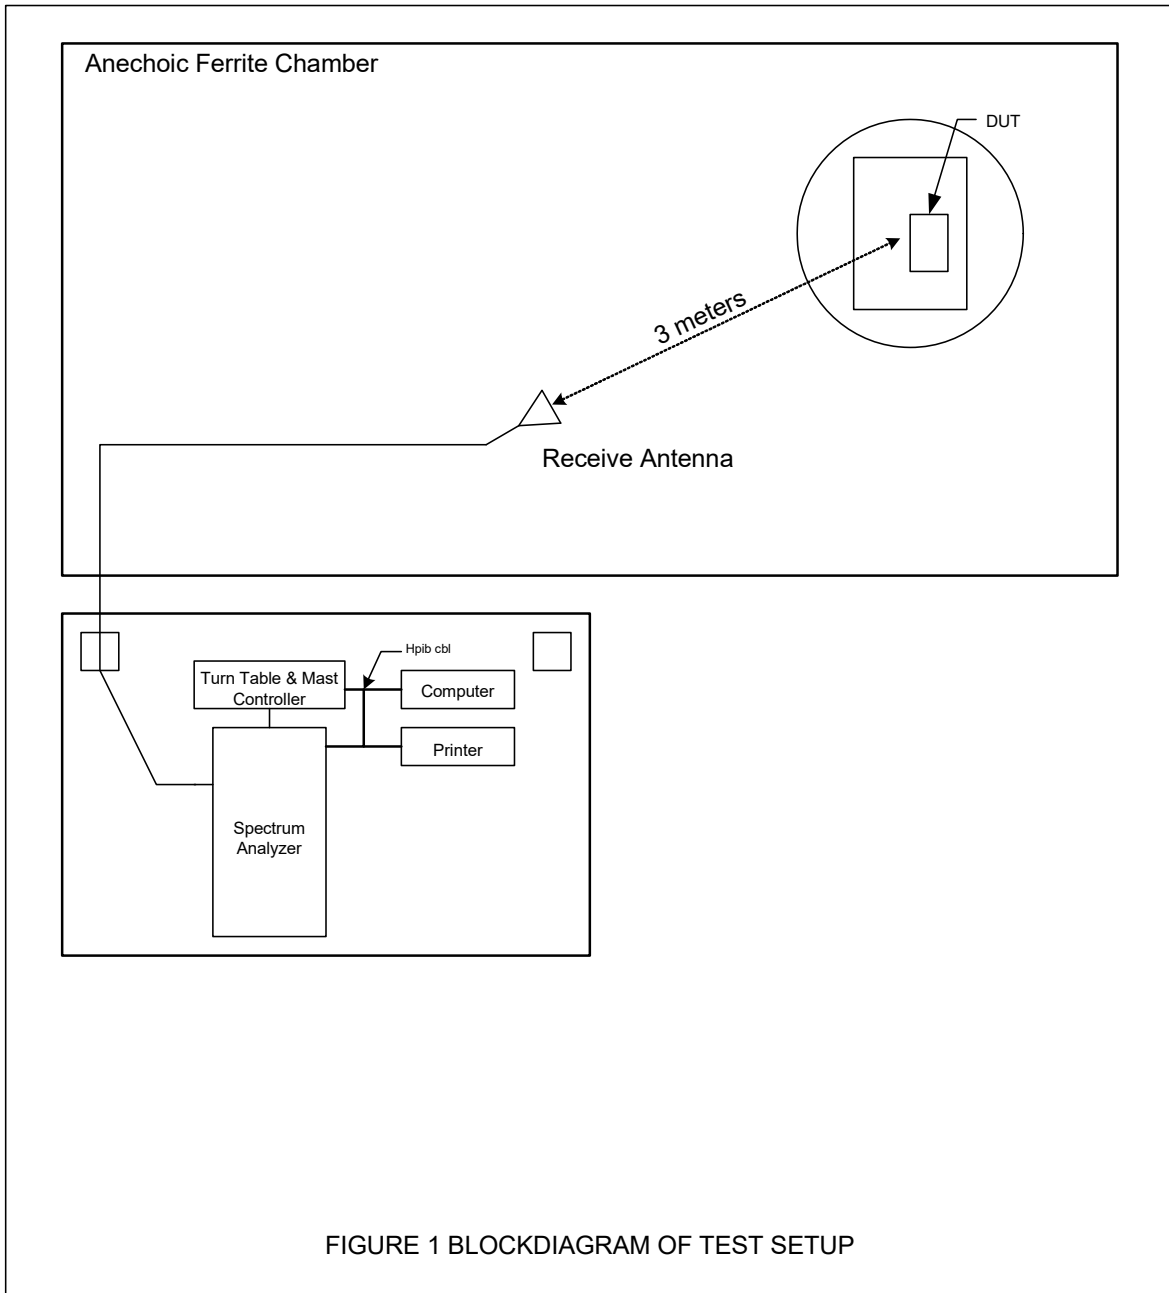 Anechoic Ferrite Chamber
DUT
3 meters
Receive Antenna
Hpib cbl
Turn Table & Mast
Controller
Computer
Printer
Spectrum
Analyzer
FIGURE 1 BLOCKDIAGRAM OF TEST SETUP